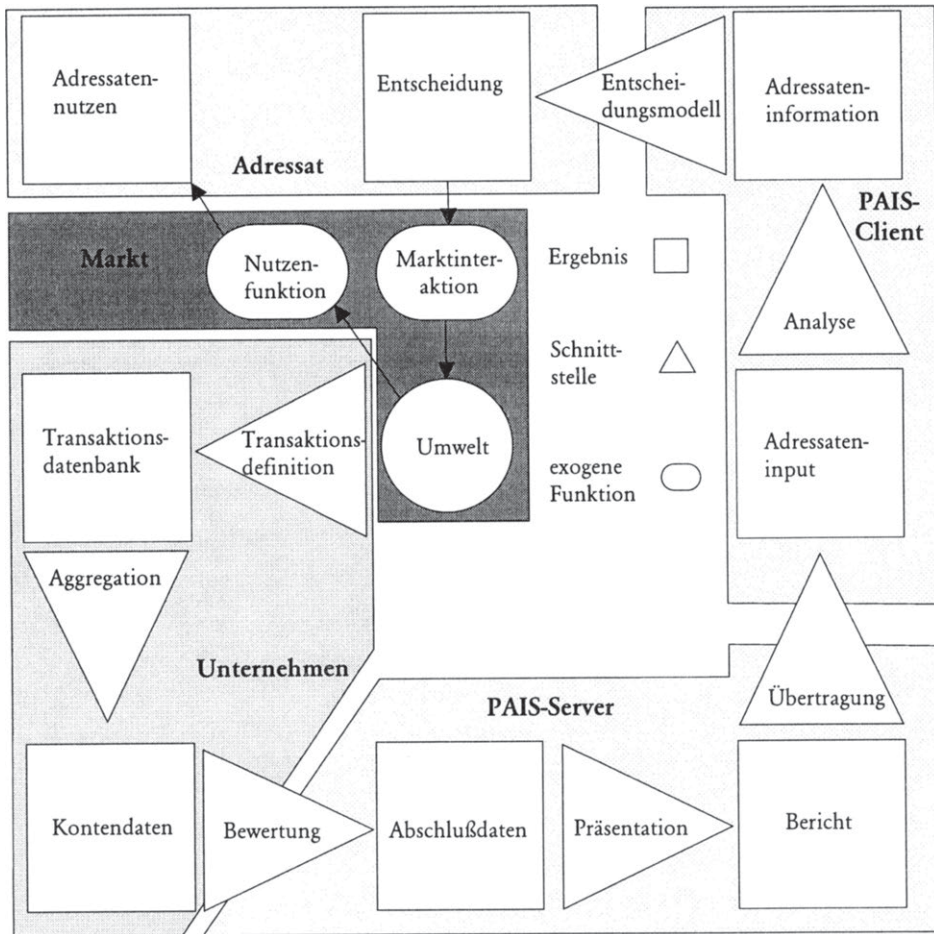 Adressaten-
nutzen
Entscheidung
Entschei-
dungsmodell
Adressaten-
information
Adressat
PAIS-
Client
Markt
Nutzen-
funktion
Marktinter-
aktion
Ergebnis
Analyse
Schnitt-
stelle
Transaktions-
datenbank
Transaktions-
definition
Umwelt
exogene
Funktion
Adressaten-
input
Aggregation
Unternehmen
PAIS-Server
Übertragung
Kontendaten
Bewertung
Abschlußdaten
Präsentation
Bericht